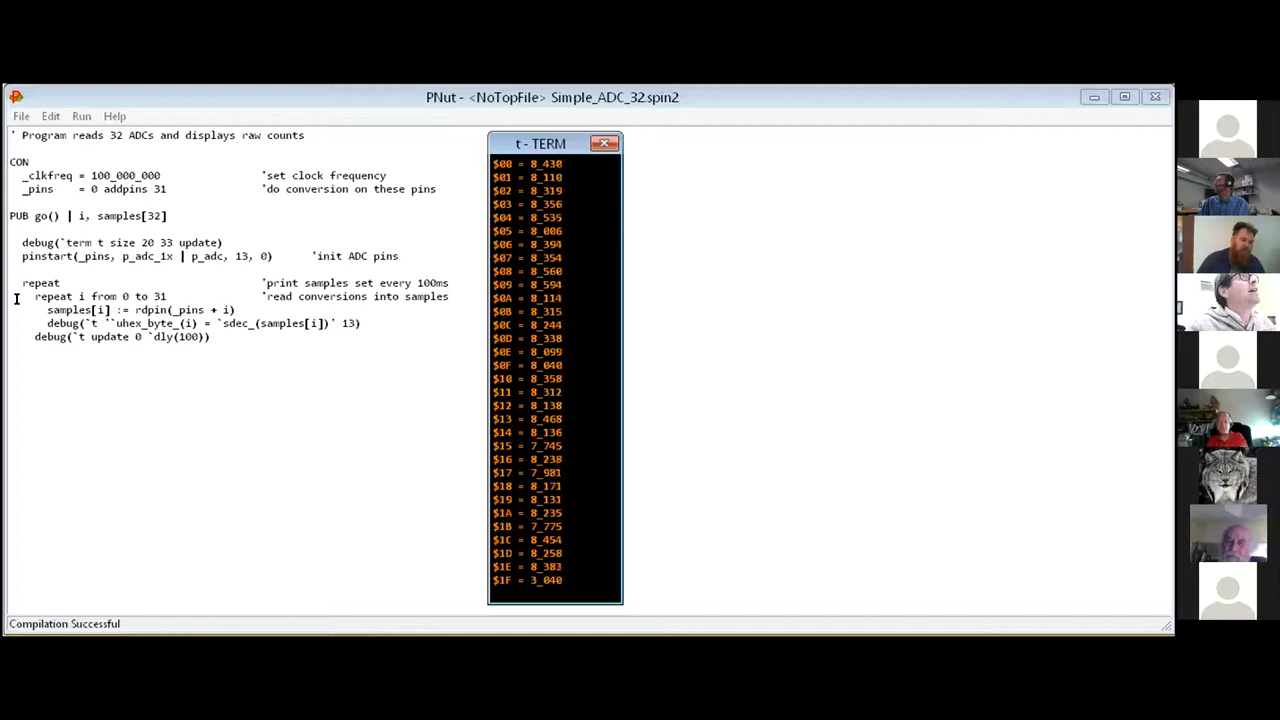 PNut - <NoTopFile> Simple_ADC_32.spin2
File Edit Run Help
' Program reads 32 ADCs and displays raw counts
CON
_clkfreq = 100_000_000 'set clock frequency
_pins = 0 addpins 31 'do conversion on these pins
PUB go() | i, samples[32]
debug(`term t size 20 33 update)
pinstart(_pins, p_adc_1x | p_adc, 13, 0) 'init ADC pins
repeat 'print samples set every 100ms
repeat i from 0 to 31 'read conversions into samples
samples[i] := rdpin(_pins + i)
debug(`t '`uhex_byte_(i) = `sdec_(samples[i])' 13)
debug(`t update 0 `dly(100))
t - TERM
$00 = 8_430
$01 = 8_110
$02 = 8_319
$03 = 8_356
$04 = 8_535
$05 = 8_006
$06 = 8_394
$07 = 8_354
$08 = 8_560
$09 = 8_594
$0A = 8_114
$0B = 8_315
$0C = 8_244
$0D = 8_338
$0E = 8_099
$0F = 8_040
$10 = 8_358
$11 = 8_312
$12 = 8_138
$13 = 8_468
$14 = 8_136
$15 = 7_745
$16 = 8_238
$17 = 7_981
$18 = 8_171
$19 = 8_131
$1A = 8_235
$1B = 7_775
$1C = 8_454
$1D = 8_258
$1E = 8_383
$1F = 3_040
Compilation Successful